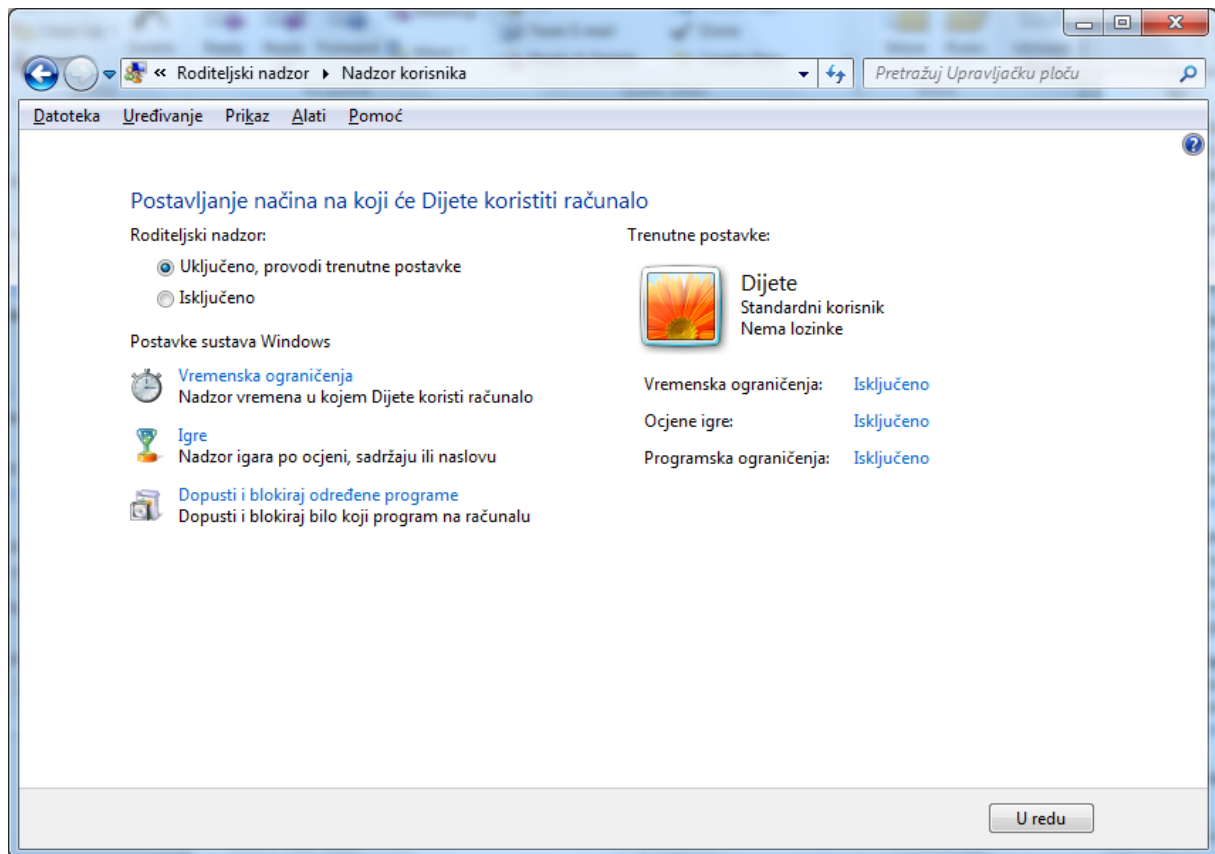 « Roditeljski nadzor ▸ Nadzor korisnika
Pretražuj Upravljačku ploču
Datoteka Uređivanje Prikaz Alati Pomoć
Postavljanje načina na koji će Dijete koristiti računalo
Roditeljski nadzor:
Uključeno, provodi trenutne postavke
Isključeno
Postavke sustava Windows
Vremenska ograničenja
Nadzor vremena u kojem Dijete koristi računalo
Igre
Nadzor igara po ocjeni, sadržaju ili naslovu
Dopusti i blokiraj određene programe
Dopusti i blokiraj bilo koji program na računalu
Trenutne postavke:
Dijete
Standardni korisnik
Nema lozinke
Vremenska ograničenja: Isključeno
Ocjene igre: Isključeno
Programska ograničenja: Isključeno
U redu